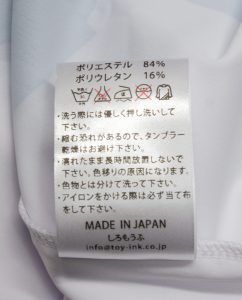 ポリエステル 84%
ポリウレタン 16%
・洗う際には優しく押し洗いして
下さい。
・縮む恐れがあるので、タンブラー
乾燥はお避け下さい。
・濡れたまま長時間放置しないで
下さい。色移りの原因になります。
・色物とは分けて洗って下さい。
・アイロンをかける際は必ず当て布
をして下さい。
MADE IN JAPAN
しろもうふ
info@toy-ink.co.jp